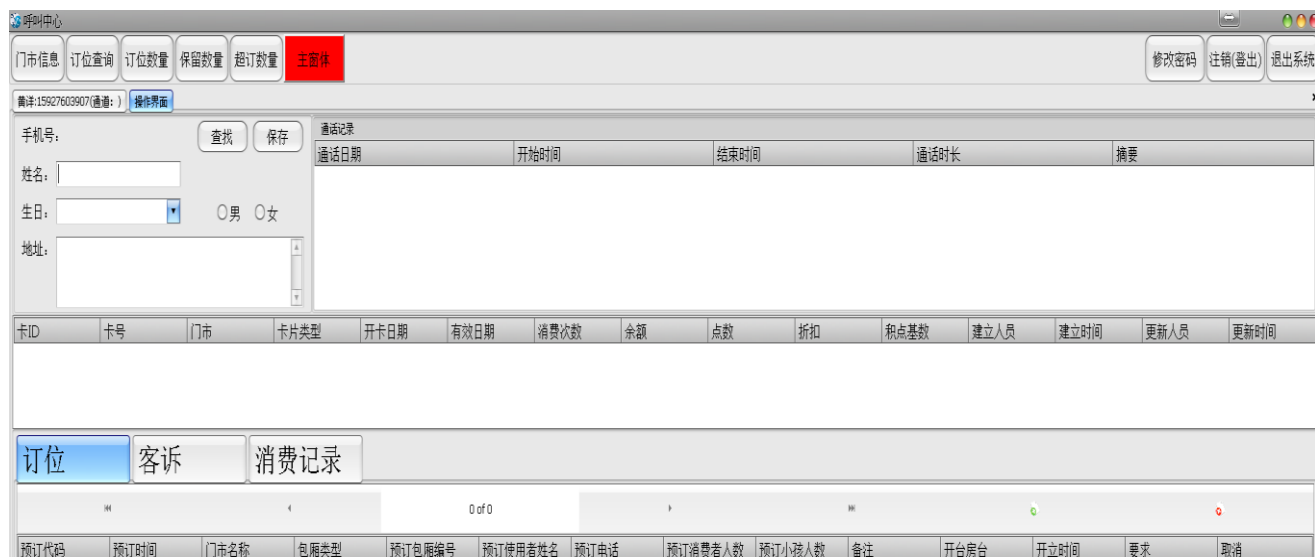 呼叫中心
门市信息 订位查询 订位数量 保留数量 超订数量 主窗体 修改密码 注销(登出) 退出系统
黄洋:15927603907(通道: ) 操作界面
手机号: 查找 保存
通话记录
通话日期 开始时间 结束时间 通话时长 摘要
姓名:
生日: 男 女
地址:
卡ID 卡号 门市 卡片类型 开卡日期 有效日期 消费次数 余额 点数 折扣 积点基数 建立人员 建立时间 更新人员 更新时间
订位 客诉 消费记录
0 of 0
预订代码 预订时间 门市名称 包厢类型 预订包厢编号 预订使用者姓名 预订电话 预订消费者人数 预订小孩人数 备注 开台房台 开立时间 要求 取消